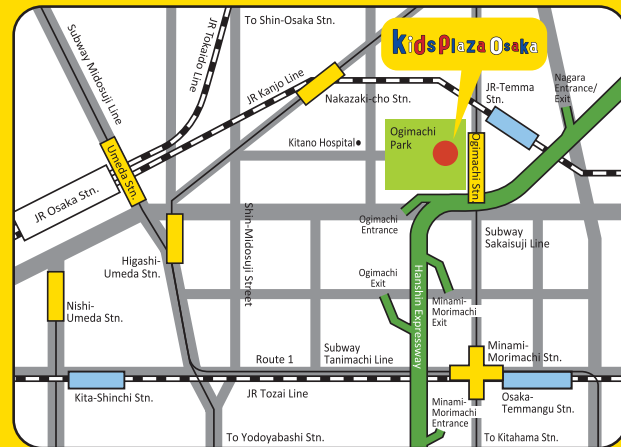 To Shin-Osaka Stn.
Kids Plaza Osaka
Subway Midosuji Line
JR Tokaido Line
JR Kanjo Line
Nakazaki-cho Stn.
JR-Temma
Stn.
Nagara
Entrance/
Exit
Kitano Hospital
Ogimachi
Park
Ogimachi Stn.
Umeda Stn.
JR Osaka Stn.
Shin-Midosuji Street
Ogimachi
Entrance
Subway
Sakaisuji Line
Higashi-
Umeda Stn.
Ogimachi
Exit
Hanshin Expressway
Minami-
Morimachi
Exit
Nishi-
Umeda Stn.
Route 1
Subway
Tanimachi Line
Minami-
Morimachi Stn.
Kita-Shinchi Stn.
JR Tozai Line
Osaka-
Temmangu Stn.
Minami-
Morimachi
Entrance
To Yodoyabashi Stn.
To Kitahama Stn.